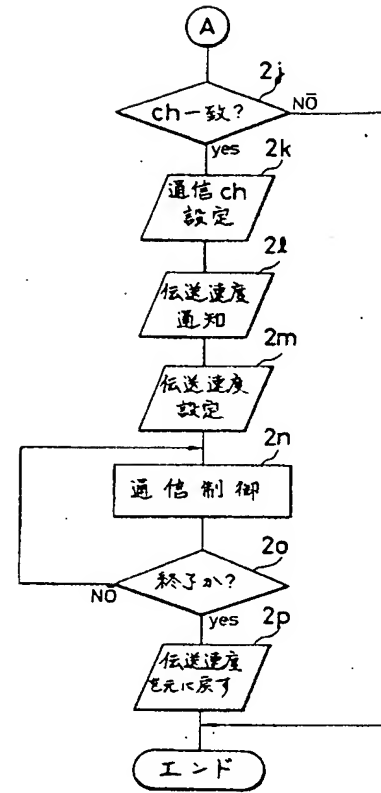 A
2j
ch一致?
NO
yes
2k
通信ch
設定
2l
伝送速度
通知
2m
伝送速度
設定
2n
通信制御
2o
終了か?
NO
yes
2p
伝送速度
を元に戻す
エンド